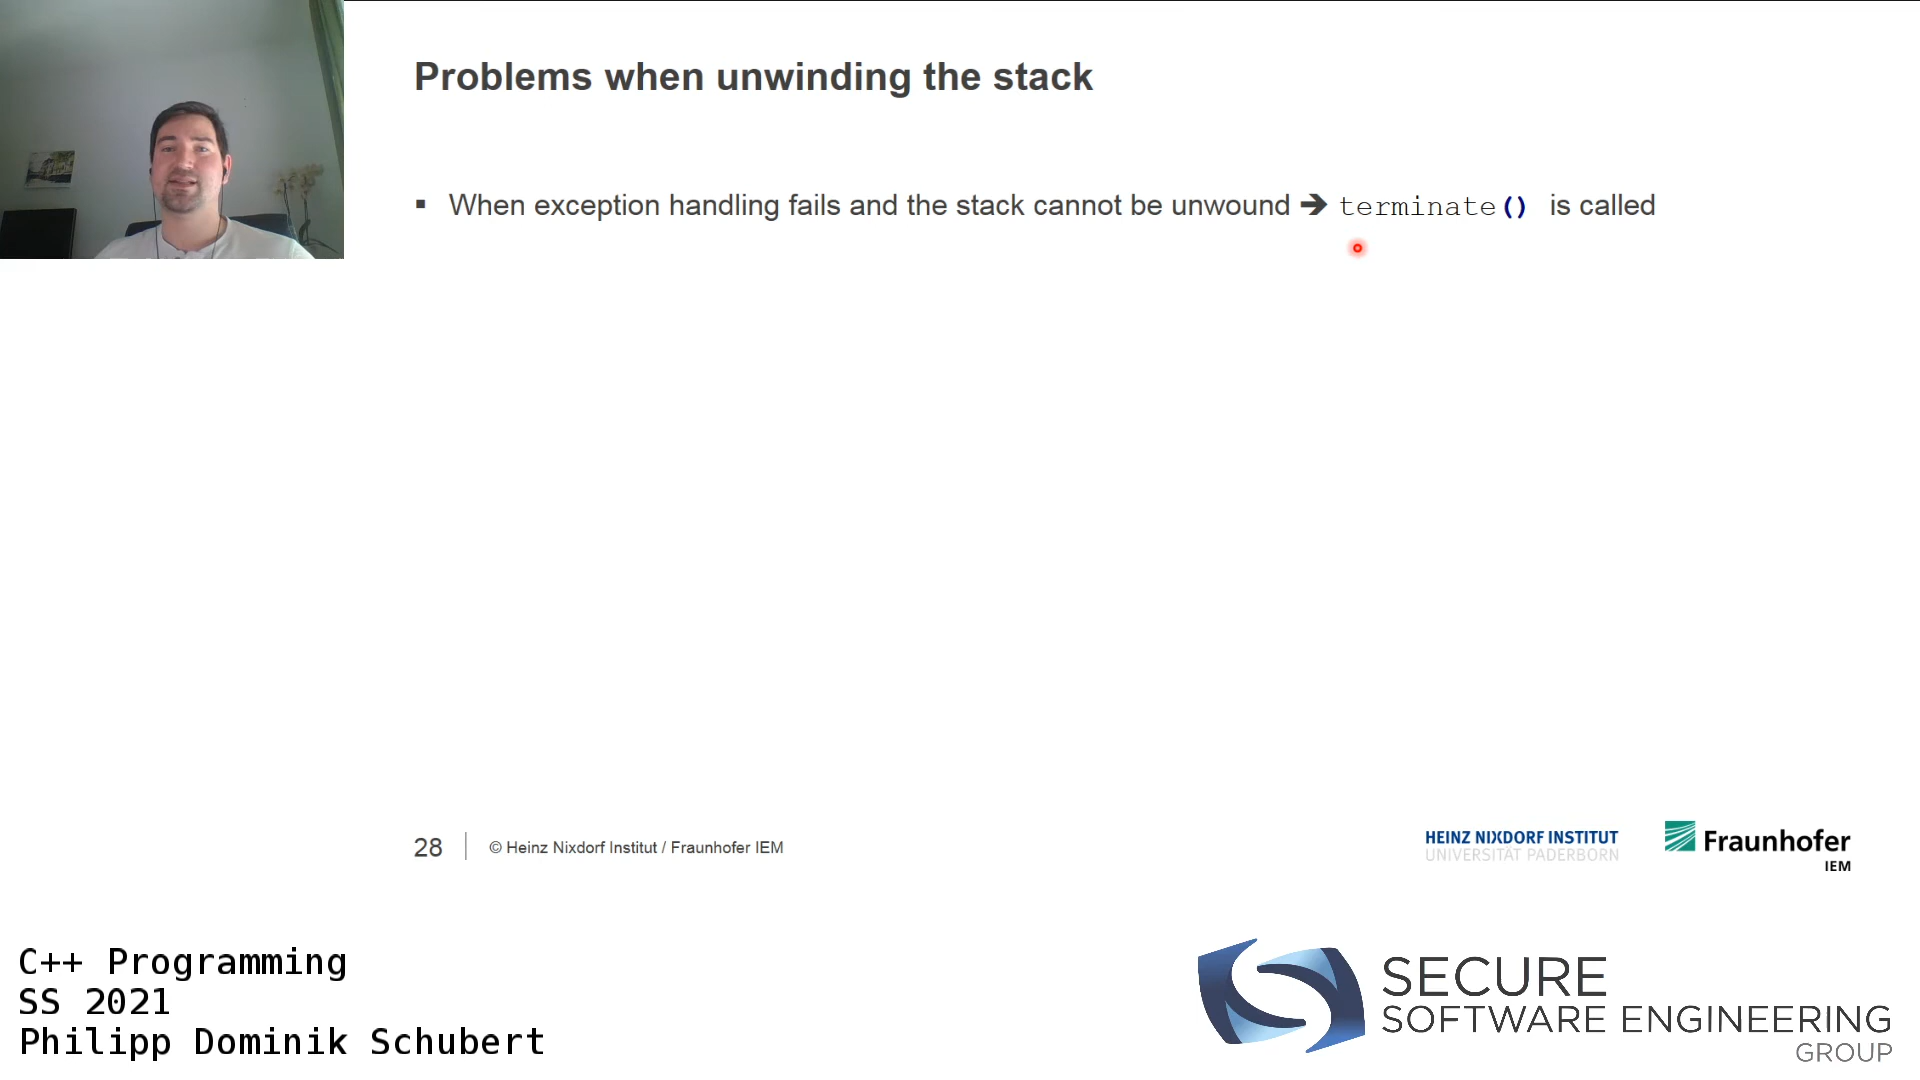 Problems when unwinding the stack
▪ When exception handling fails and the stack cannot be unwound ➔ terminate() is called
28 | © Heinz Nixdorf Institut / Fraunhofer IEM
HEINZ NIXDORF INSTITUT
UNIVERSITÄT PADERBORN
Fraunhofer
IEM
C++ Programming
SS 2021
Philipp Dominik Schubert
SECURE
SOFTWARE ENGINEERING
GROUP